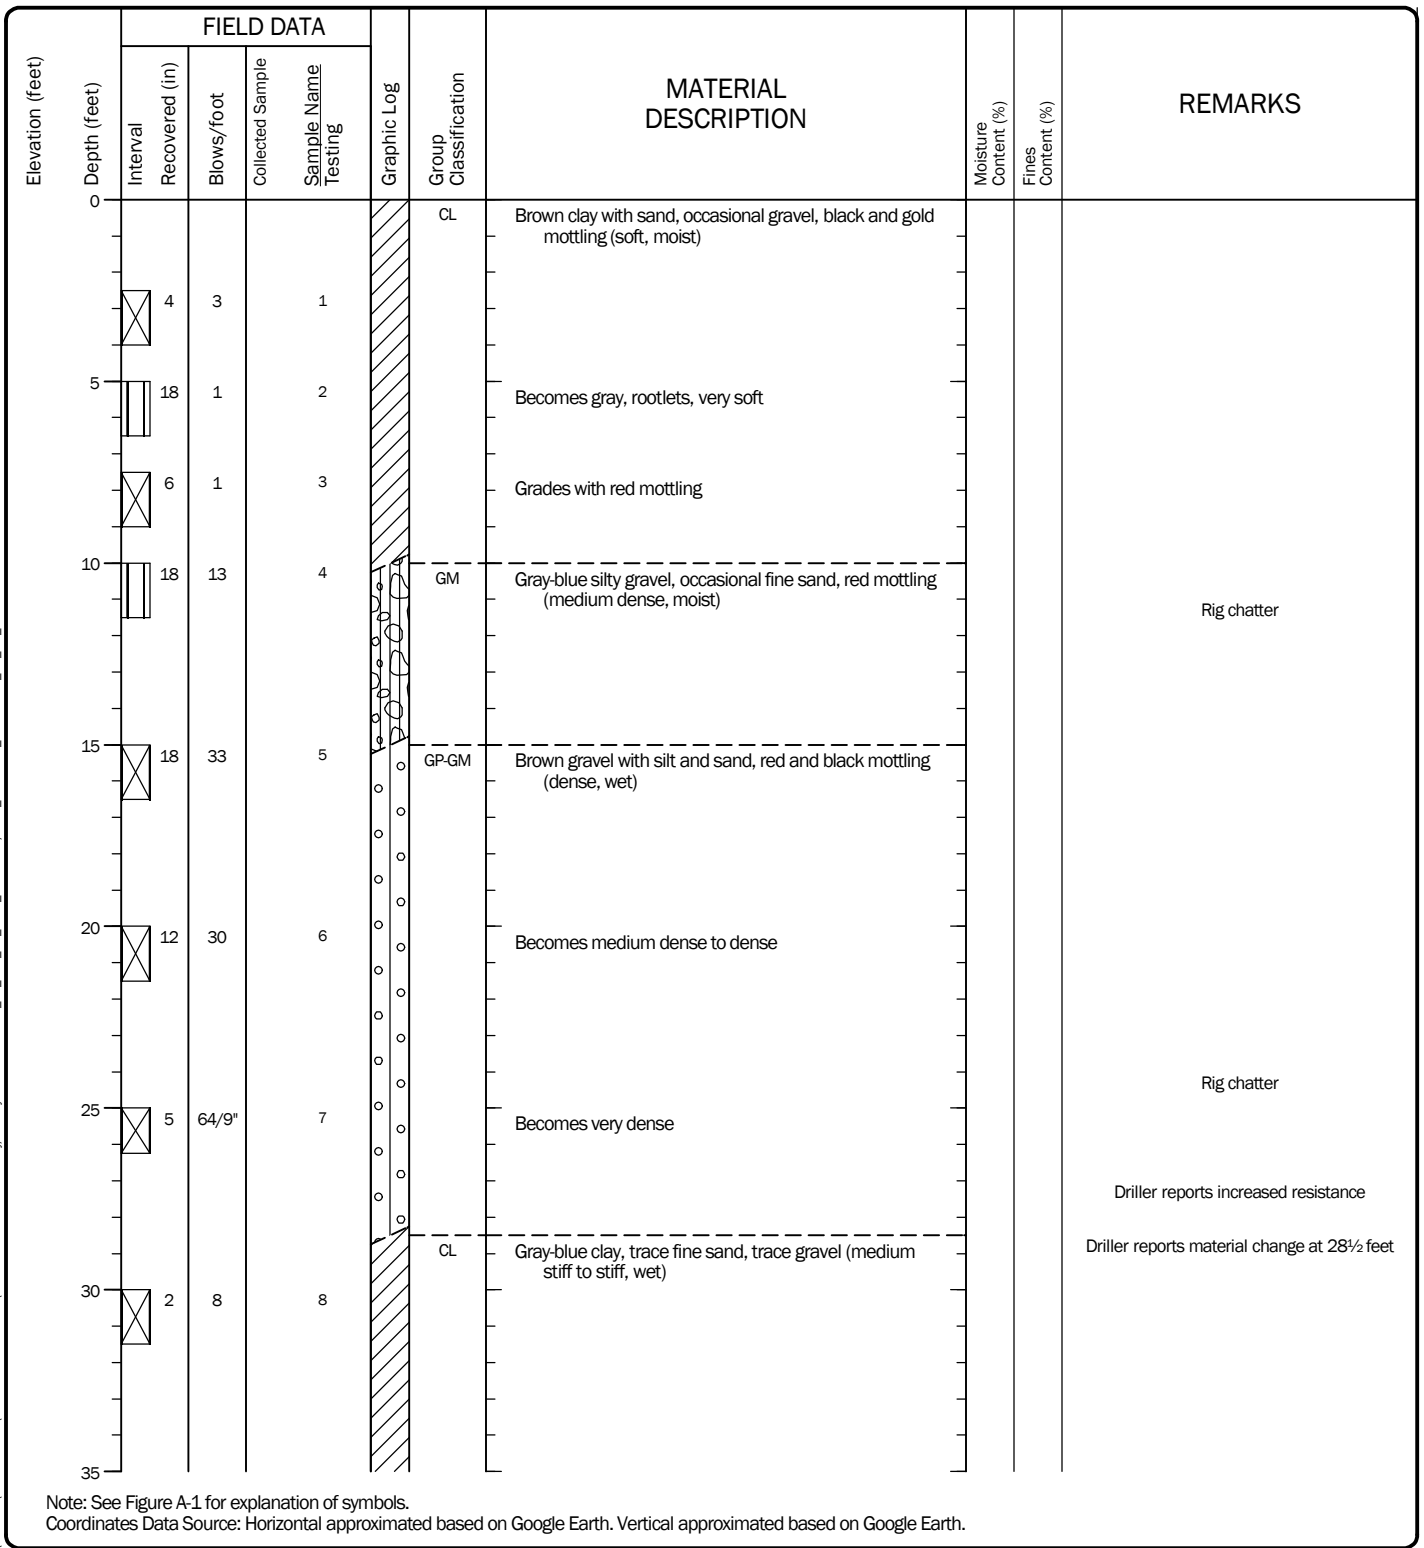 FIELD DATA
Elevation (feet)
Depth (feet)
Interval
Recovered (in)
Blows/foot
Collected Sample
Sample Name
Testing
Graphic Log
Group
Classification
MATERIAL
DESCRIPTION
Moisture
Content (%)
Fines
Content (%)
REMARKS
0
CL
Brown clay with sand, occasional gravel, black and gold
mottling (soft, moist)
4 3 1
5
18 1 2
Becomes gray, rootlets, very soft
6 1 3
Grades with red mottling
10
18 13 4
GM
Gray-blue silty gravel, occasional fine sand, red mottling
(medium dense, moist)
Rig chatter
15
18 33 5
GP-GM
Brown gravel with silt and sand, red and black mottling
(dense, wet)
20
12 30 6
Becomes medium dense to dense
Rig chatter
25
5 64/9" 7
Becomes very dense
Driller reports increased resistance
CL
Gray-blue clay, trace fine sand, trace gravel (medium
stiff to stiff, wet)
Driller reports material change at 28½ feet
30
2 8 8
35
Note: See Figure A-1 for explanation of symbols.
Coordinates Data Source: Horizontal approximated based on Google Earth. Vertical approximated based on Google Earth.